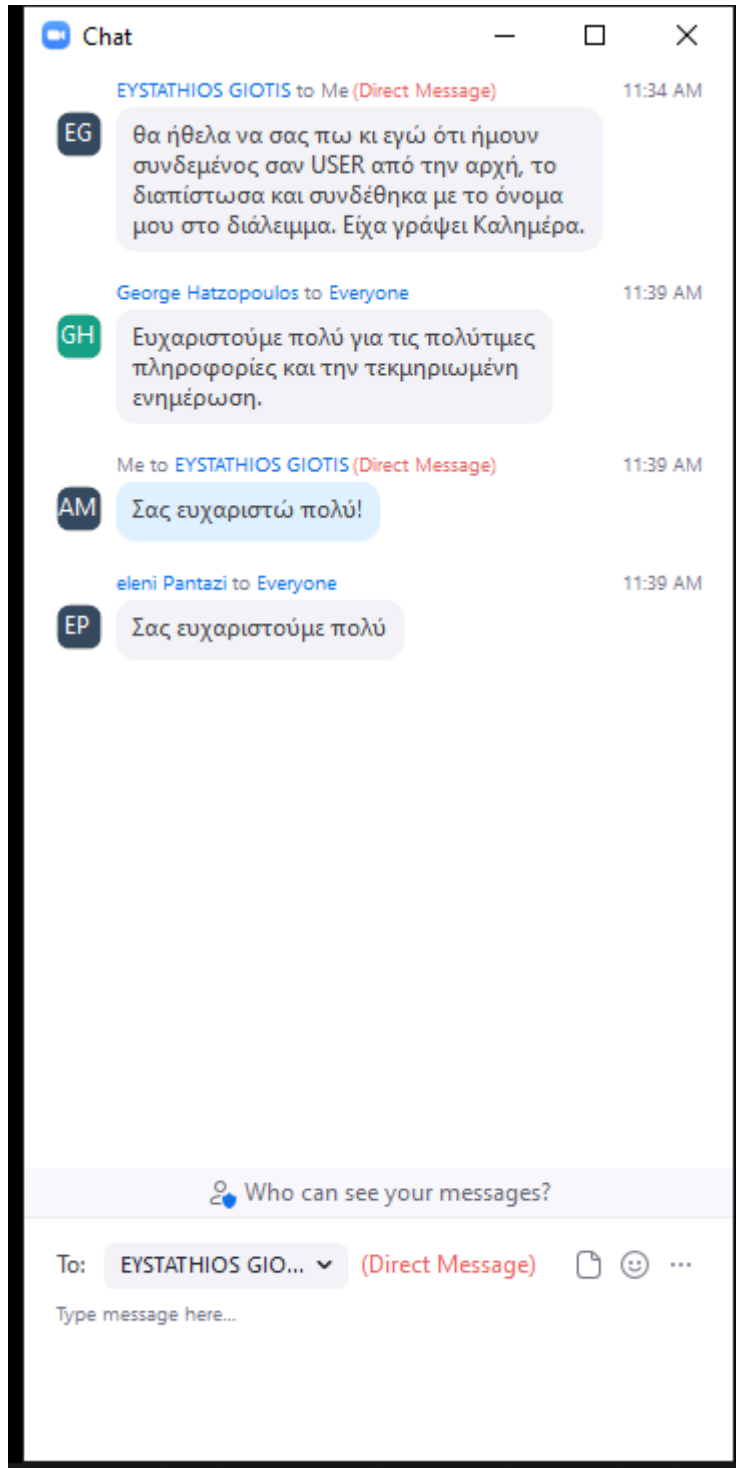 Chat
EYSTATHIOS GIOTIS to Me (Direct Message) 11:34 AM
EG
θα ήθελα να σας πω κι εγώ ότι ήμουν
συνδεμένος σαν USER από την αρχή, το
διαπίστωσα και συνδέθηκα με το όνομα
μου στο διάλειμμα. Είχα γράψει Καλημέρα.
George Hatzopoulos to Everyone 11:39 AM
GH
Ευχαριστούμε πολύ για τις πολύτιμες
πληροφορίες και την τεκμηριωμένη
ενημέρωση.
Me to EYSTATHIOS GIOTIS (Direct Message) 11:39 AM
AM
Σας ευχαριστώ πολύ!
eleni Pantazi to Everyone 11:39 AM
EP
Σας ευχαριστούμε πολύ
Who can see your messages?
To: EYSTATHIOS GIO... (Direct Message)
Type message here...